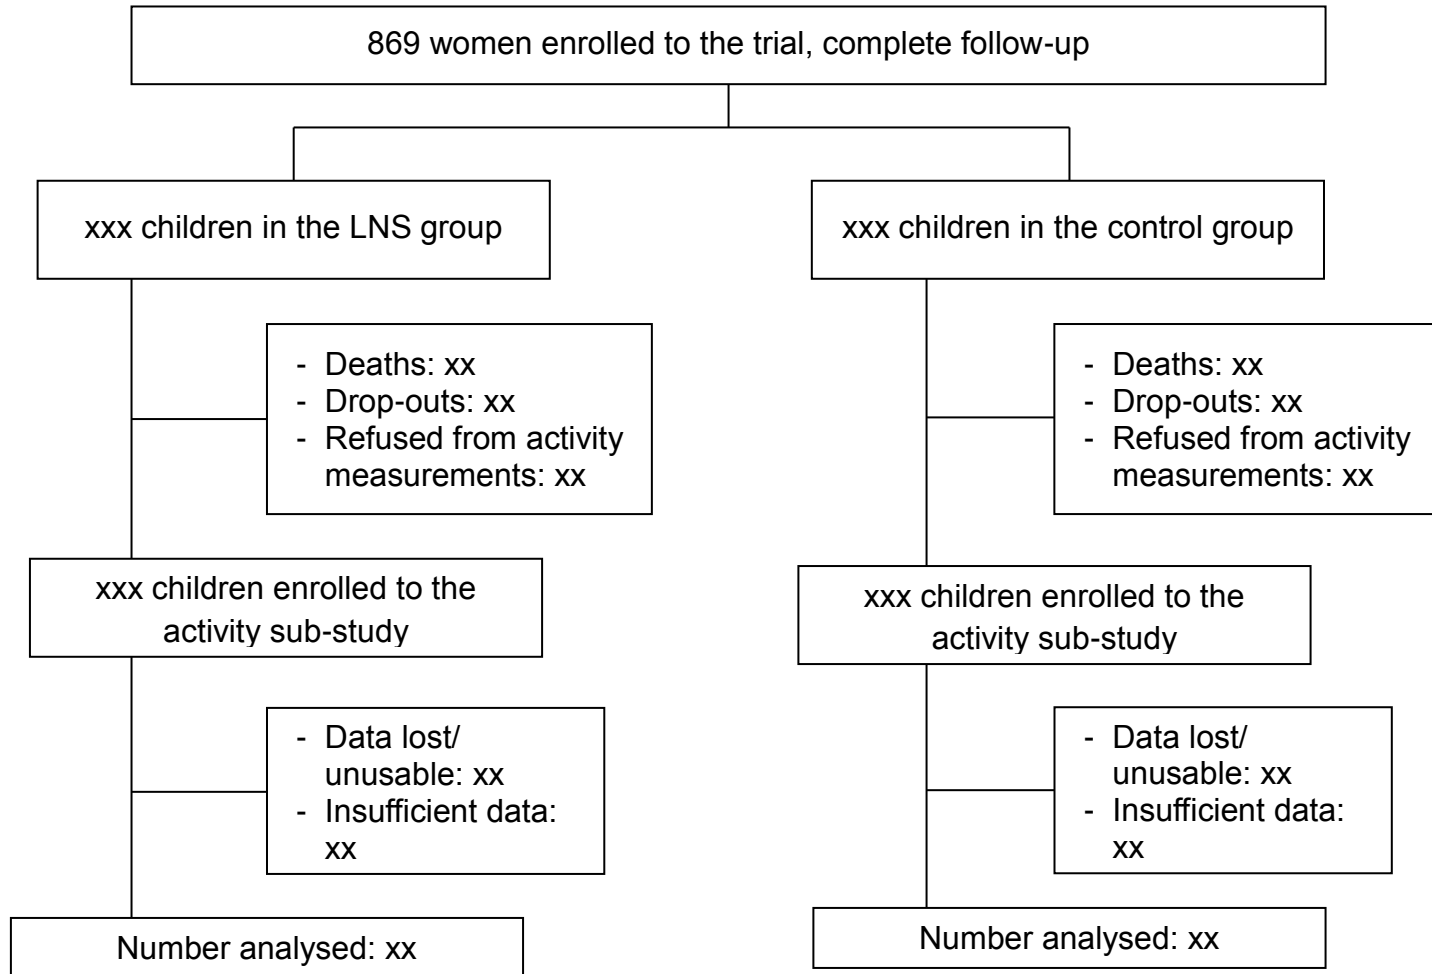 869 women enrolled to the trial, complete follow-up
xxx children in the LNS group
xxx children in the control group
- Deaths: xx
- Drop-outs: xx
- Refused from activity
measurements: xx
- Deaths: xx
- Drop-outs: xx
- Refused from activity
measurements: xx
xxx children enrolled to the
activity sub-study
xxx children enrolled to the
activity sub-study
- Data lost/
unusable: xx
- Insufficient data:
xx
- Data lost/
unusable: xx
- Insufficient data:
xx
Number analysed: xx
Number analysed: xx